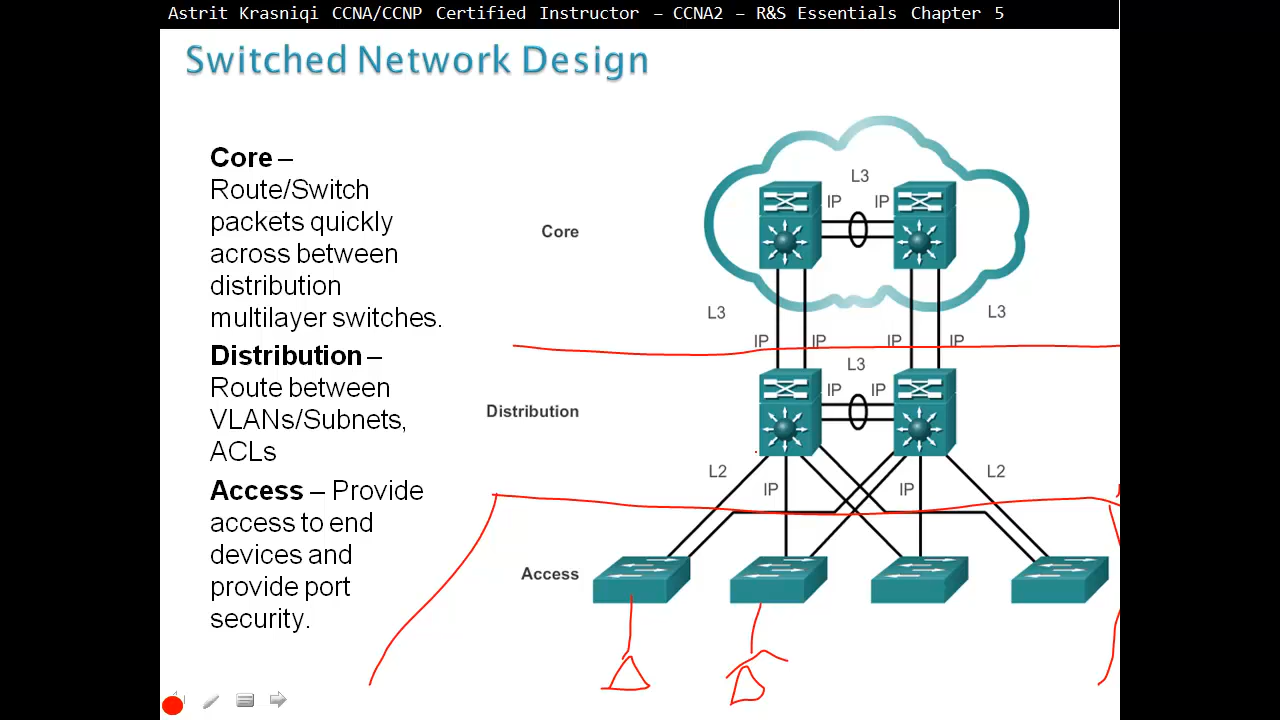 Astrit Krasniqi CCNA/CCNP Certified Instructor – CCNA2 – R&S Essentials Chapter 5
Switched Network Design
Core –
Route/Switch
packets quickly
across between
distribution
multilayer switches.
Distribution –
Route between
VLANs/Subnets,
ACLs
Access – Provide
access to end
devices and
provide port
security.
L3
IP IP
Core
L3 L3
IP IP IP IP
L3
IP IP
Distribution
L2 L2
IP IP
Access